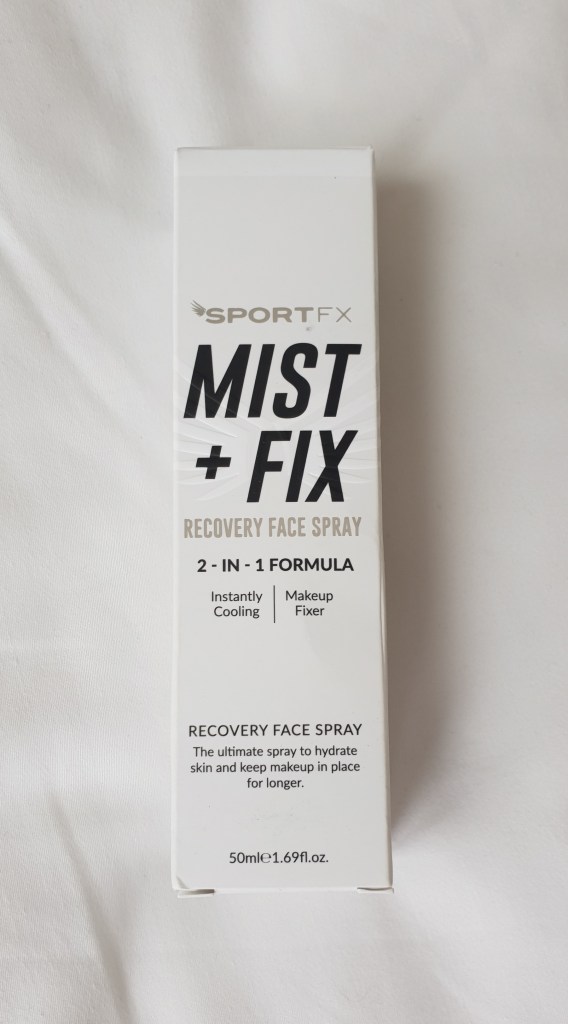 SPORTFX
MIST
+ FIX
RECOVERY FACE SPRAY
2 - IN - 1 FORMULA
Instantly Cooling | Makeup Fixer
RECOVERY FACE SPRAY
The ultimate spray to hydrate
skin and keep makeup in place
for longer.
50ml℮1.69fl.oz.